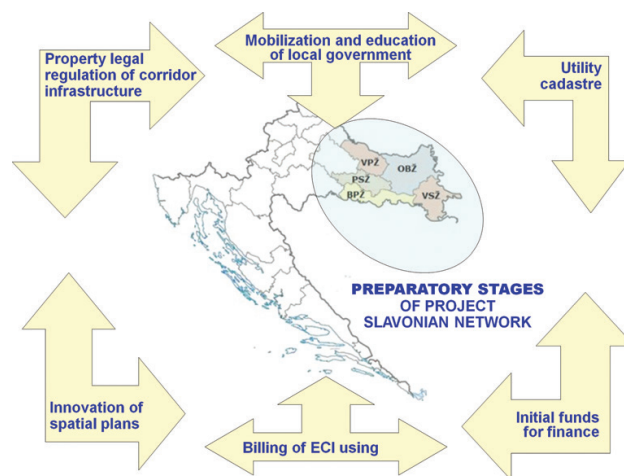 Property legal
regulation of corridor
infrastructure
Mobilization and education
of local government
Utility
cadastre
VPŽ
OBŽ
PSŽ
BPŽ
VSŽ
PREPARATORY STAGES
OF PROJECT
SLAVONIAN NETWORK
Innovation of
spatial plans
Billing of ECI using
Initial funds
for finance